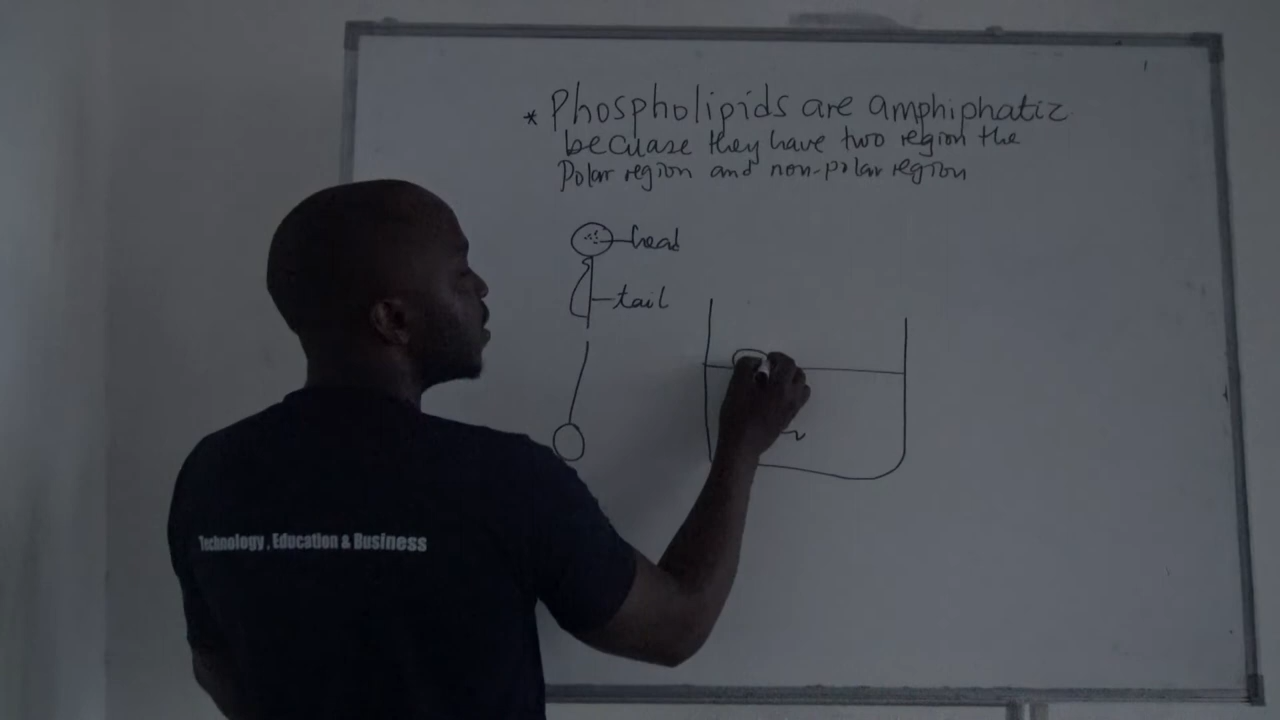 * Phospholipids are amphiphatic
becuase they have two region the
Polar region and non-polar region
head
tail
Technology, Education & Business